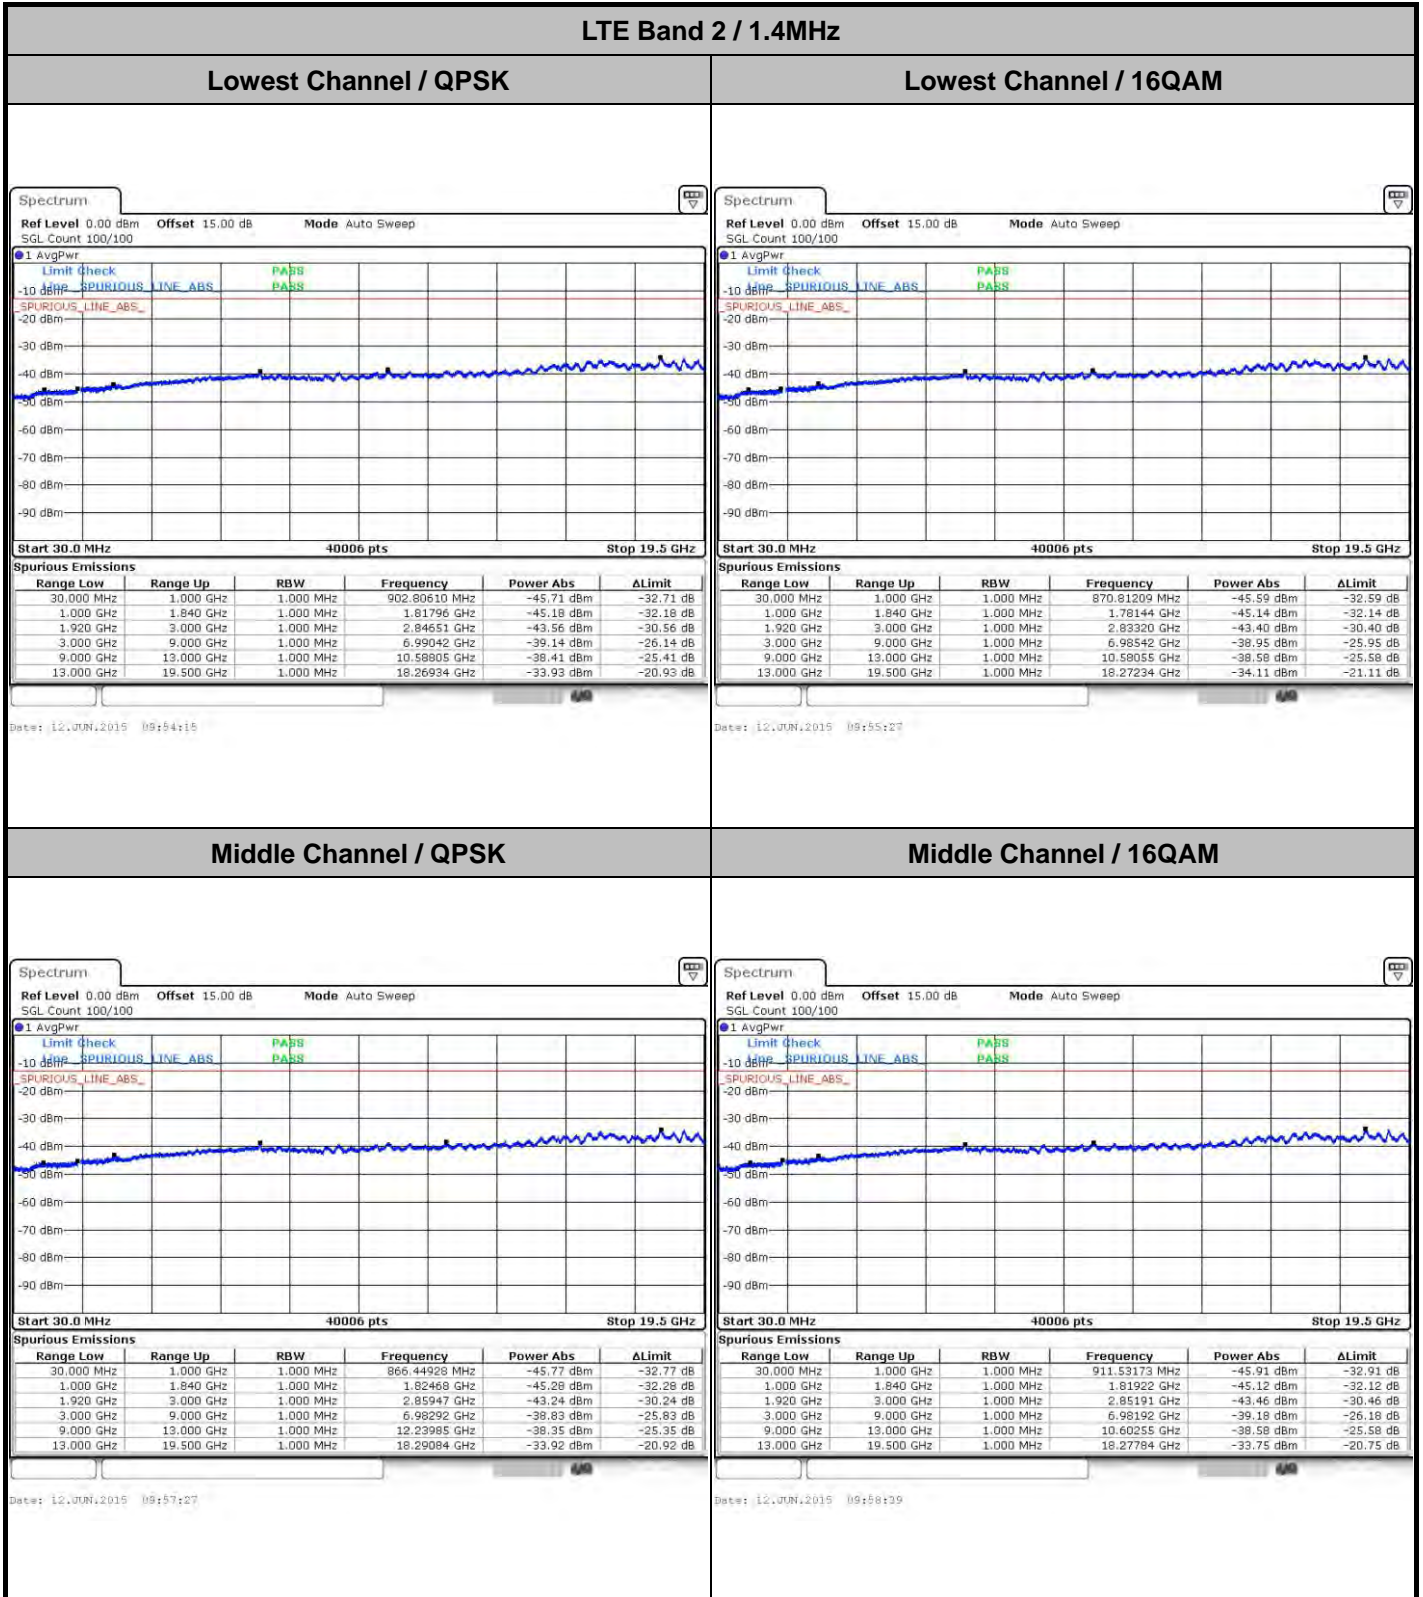 LTE Band 2 / 1.4MHz
Lowest Channel / QPSK
Lowest Channel / 16QAM
Spectrum
Ref Level 0.00 dBm Offset 15.00 dB Mode Auto Sweep
SGL Count 100/100
1 AvgPwr
Limit Check PASS
Line _SPURIOUS_LINE_ABS_ PASS
_SPURIOUS_LINE_ABS_
-10 dBm
-20 dBm
-30 dBm
-40 dBm
-50 dBm
-60 dBm
-70 dBm
-80 dBm
-90 dBm
Start 30.0 MHz 40006 pts Stop 19.5 GHz
Spurious Emissions
Range Low Range Up RBW Frequency Power Abs ΔLimit
30.000 MHz 1.000 GHz 1.000 MHz 902.80610 MHz -45.71 dBm -32.71 dB
1.000 GHz 1.840 GHz 1.000 MHz 1.81796 GHz -45.18 dBm -32.18 dB
1.920 GHz 3.000 GHz 1.000 MHz 2.84651 GHz -43.56 dBm -30.56 dB
3.000 GHz 9.000 GHz 1.000 MHz 6.99042 GHz -39.14 dBm -26.14 dB
9.000 GHz 13.000 GHz 1.000 MHz 10.58805 GHz -38.41 dBm -25.41 dB
13.000 GHz 19.500 GHz 1.000 MHz 18.26934 GHz -33.93 dBm -20.93 dB
Date: 12.JUN.2015 09:54:15
Spectrum
Ref Level 0.00 dBm Offset 15.00 dB Mode Auto Sweep
SGL Count 100/100
1 AvgPwr
Limit Check PASS
Line _SPURIOUS_LINE_ABS_ PASS
_SPURIOUS_LINE_ABS_
-10 dBm
-20 dBm
-30 dBm
-40 dBm
-50 dBm
-60 dBm
-70 dBm
-80 dBm
-90 dBm
Start 30.0 MHz 40006 pts Stop 19.5 GHz
Spurious Emissions
Range Low Range Up RBW Frequency Power Abs ΔLimit
30.000 MHz 1.000 GHz 1.000 MHz 870.81209 MHz -45.59 dBm -32.59 dB
1.000 GHz 1.840 GHz 1.000 MHz 1.78144 GHz -45.14 dBm -32.14 dB
1.920 GHz 3.000 GHz 1.000 MHz 2.83320 GHz -43.40 dBm -30.40 dB
3.000 GHz 9.000 GHz 1.000 MHz 6.98542 GHz -38.95 dBm -25.95 dB
9.000 GHz 13.000 GHz 1.000 MHz 10.58055 GHz -38.58 dBm -25.58 dB
13.000 GHz 19.500 GHz 1.000 MHz 18.27234 GHz -34.11 dBm -21.11 dB
Date: 12.JUN.2015 09:55:27
Middle Channel / QPSK
Middle Channel / 16QAM
Spectrum
Ref Level 0.00 dBm Offset 15.00 dB Mode Auto Sweep
SGL Count 100/100
1 AvgPwr
Limit Check PASS
Line _SPURIOUS_LINE_ABS_ PASS
_SPURIOUS_LINE_ABS_
-10 dBm
-20 dBm
-30 dBm
-40 dBm
-50 dBm
-60 dBm
-70 dBm
-80 dBm
-90 dBm
Start 30.0 MHz 40006 pts Stop 19.5 GHz
Spurious Emissions
Range Low Range Up RBW Frequency Power Abs ΔLimit
30.000 MHz 1.000 GHz 1.000 MHz 866.44928 MHz -45.77 dBm -32.77 dB
1.000 GHz 1.840 GHz 1.000 MHz 1.82468 GHz -45.28 dBm -32.28 dB
1.920 GHz 3.000 GHz 1.000 MHz 2.85947 GHz -43.24 dBm -30.24 dB
3.000 GHz 9.000 GHz 1.000 MHz 6.98292 GHz -38.83 dBm -25.83 dB
9.000 GHz 13.000 GHz 1.000 MHz 12.23985 GHz -38.35 dBm -25.35 dB
13.000 GHz 19.500 GHz 1.000 MHz 18.29084 GHz -33.92 dBm -20.92 dB
Date: 12.JUN.2015 09:57:27
Spectrum
Ref Level 0.00 dBm Offset 15.00 dB Mode Auto Sweep
SGL Count 100/100
1 AvgPwr
Limit Check PASS
Line _SPURIOUS_LINE_ABS_ PASS
_SPURIOUS_LINE_ABS_
-10 dBm
-20 dBm
-30 dBm
-40 dBm
-50 dBm
-60 dBm
-70 dBm
-80 dBm
-90 dBm
Start 30.0 MHz 40006 pts Stop 19.5 GHz
Spurious Emissions
Range Low Range Up RBW Frequency Power Abs ΔLimit
30.000 MHz 1.000 GHz 1.000 MHz 911.53173 MHz -45.91 dBm -32.91 dB
1.000 GHz 1.840 GHz 1.000 MHz 1.81922 GHz -45.12 dBm -32.12 dB
1.920 GHz 3.000 GHz 1.000 MHz 2.85191 GHz -43.46 dBm -30.46 dB
3.000 GHz 9.000 GHz 1.000 MHz 6.98192 GHz -39.18 dBm -26.18 dB
9.000 GHz 13.000 GHz 1.000 MHz 10.60255 GHz -38.58 dBm -25.58 dB
13.000 GHz 19.500 GHz 1.000 MHz 18.27784 GHz -33.75 dBm -20.75 dB
Date: 12.JUN.2015 09:58:39